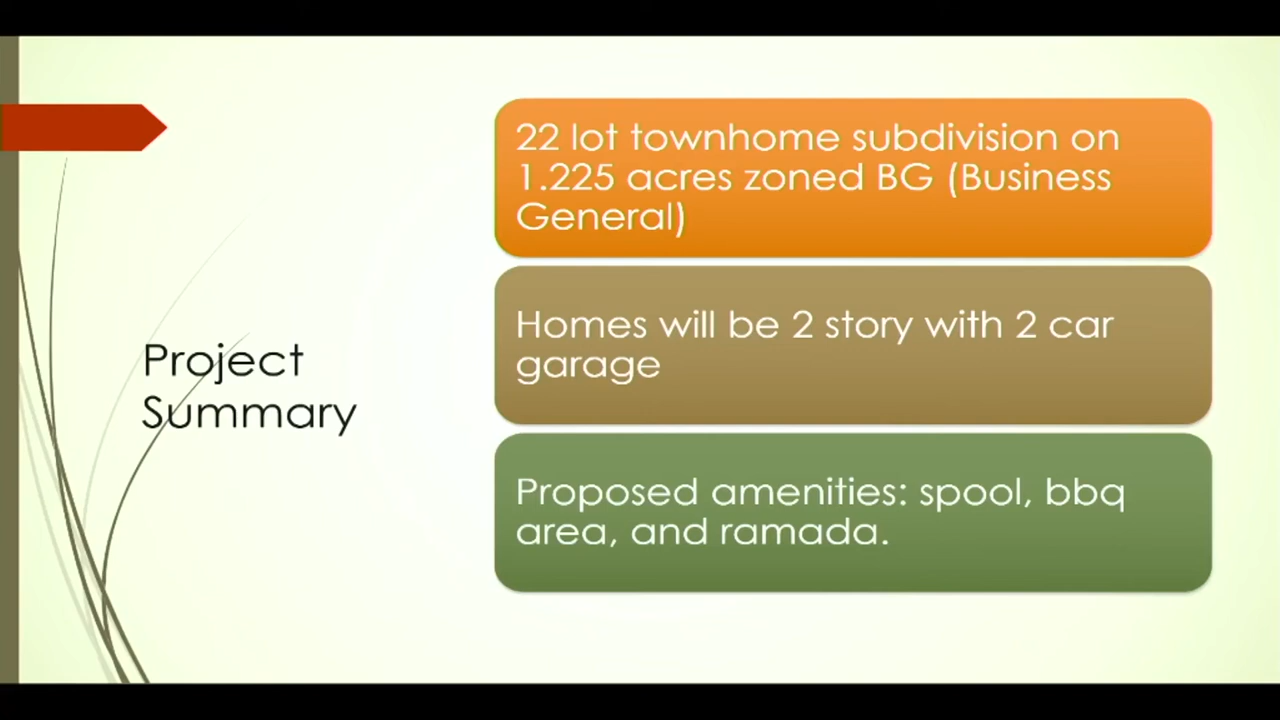 Project
Summary
22 lot townhome subdivision on
1.225 acres zoned BG (Business
General)
Homes will be 2 story with 2 car
garage
Proposed amenities: spool, bbq
area, and ramada.